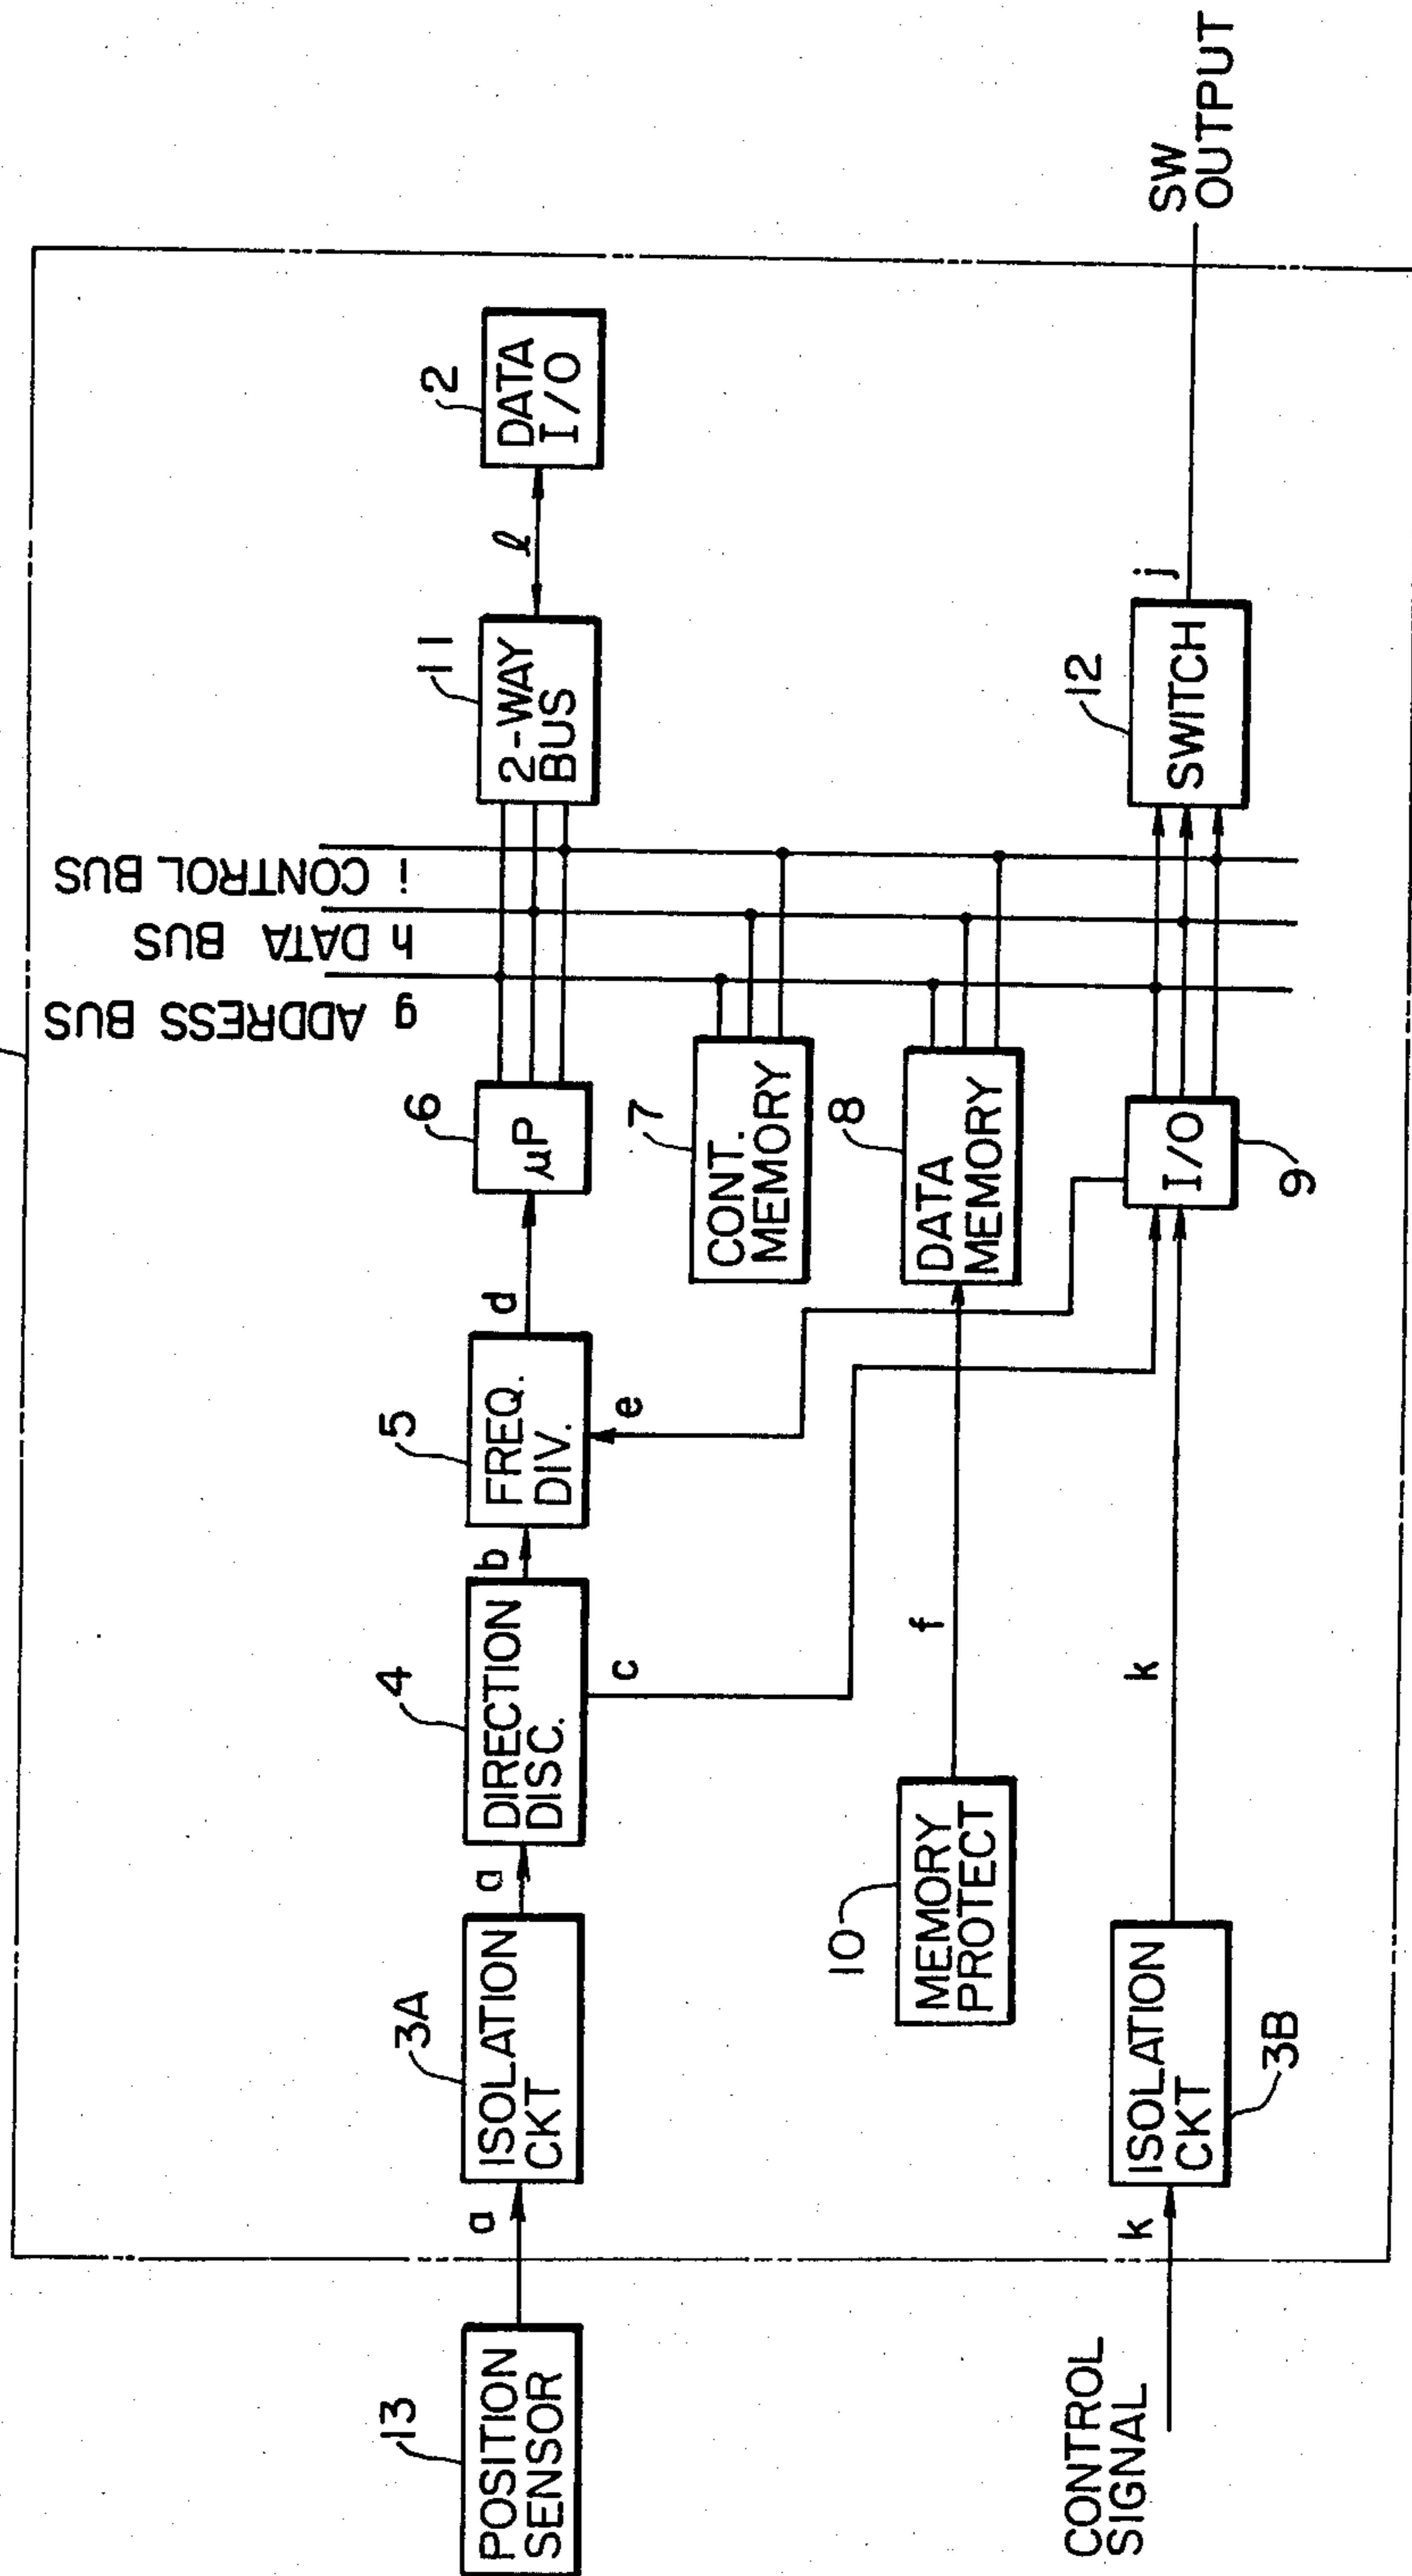 13
POSITION
SENSOR
a
3A
ISOLATION
CKT
a
4
DIRECTION
DISC.
b
c
5
FREQ.
DIV.
d
e
6
μP
g ADDRESS BUS
h DATA BUS
i CONTROL BUS
11
2-WAY
BUS
ℓ
2
DATA
I/O
7
CONT.
MEMORY
10
MEMORY
PROTECT
f
8
DATA
MEMORY
CONTROL
SIGNAL
k
ISOLATION
CKT
3B
k
I/O
9
12
SWITCH
j
SW
OUTPUT